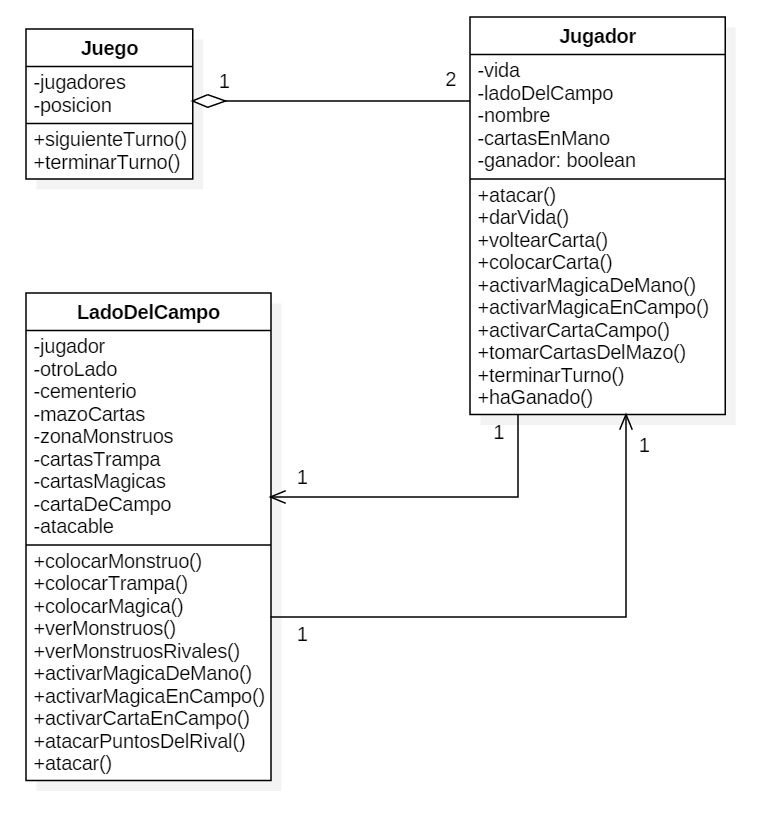 Juego
-jugadores
-posicion
+siguienteTurno()
+terminarTurno()
1
2
Jugador
-vida
-ladoDelCampo
-nombre
-cartasEnMano
-ganador: boolean
+atacar()
+darVida()
+voltearCarta()
+colocarCarta()
+activarMagicaDeMano()
+activarMagicaEnCampo()
+activarCartaCampo()
+tomarCartasDelMazo()
+terminarTurno()
+haGanado()
1
1
LadoDelCampo
-jugador
-otroLado
-cementerio
-mazoCartas
-zonaMonstruos
-cartasTrampa
-cartasMagicas
-cartaDeCampo
-atacable
+colocarMonstruo()
+colocarTrampa()
+colocarMagica()
+verMonstruos()
+verMonstruosRivales()
+activarMagicaDeMano()
+activarMagicaEnCampo()
+activarCartaEnCampo()
+atacarPuntosDelRival()
+atacar()
1
1